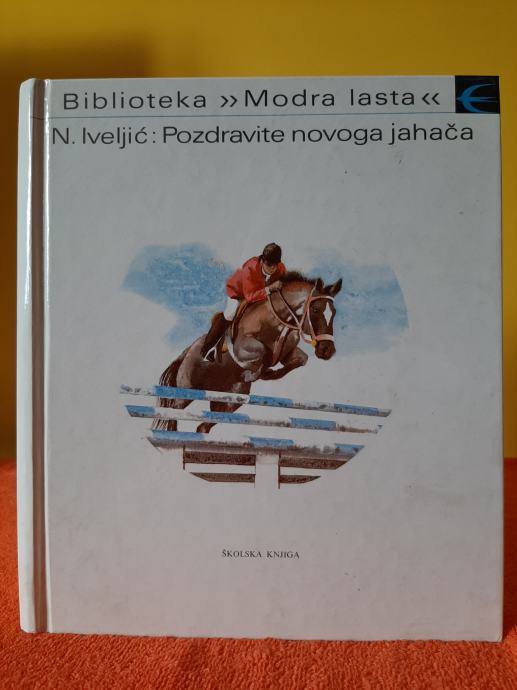 Biblioteka »Modra lasta«
N. Iveljić: Pozdravite novoga jahača
ŠKOLSKA KNJIGA